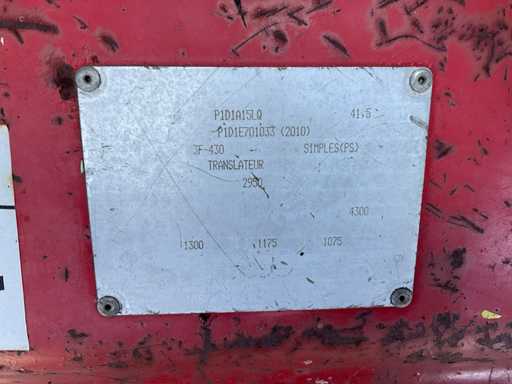 P1D1A15LQ 41,5
P1D1E701033 (2010)
3F-430 SIMPLES(PS)
TRANSLATEUR
2950
4300
1300 1175 1075